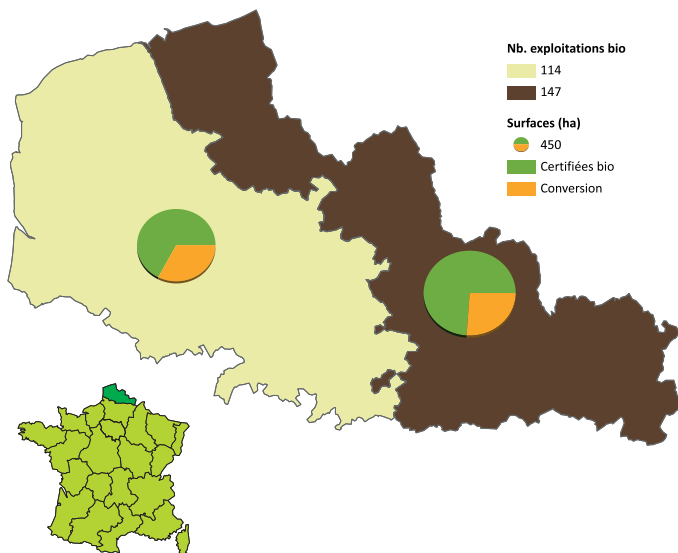 Nb. exploitations bio
114
147
Surfaces (ha)
450
Certifiées bio
Conversion